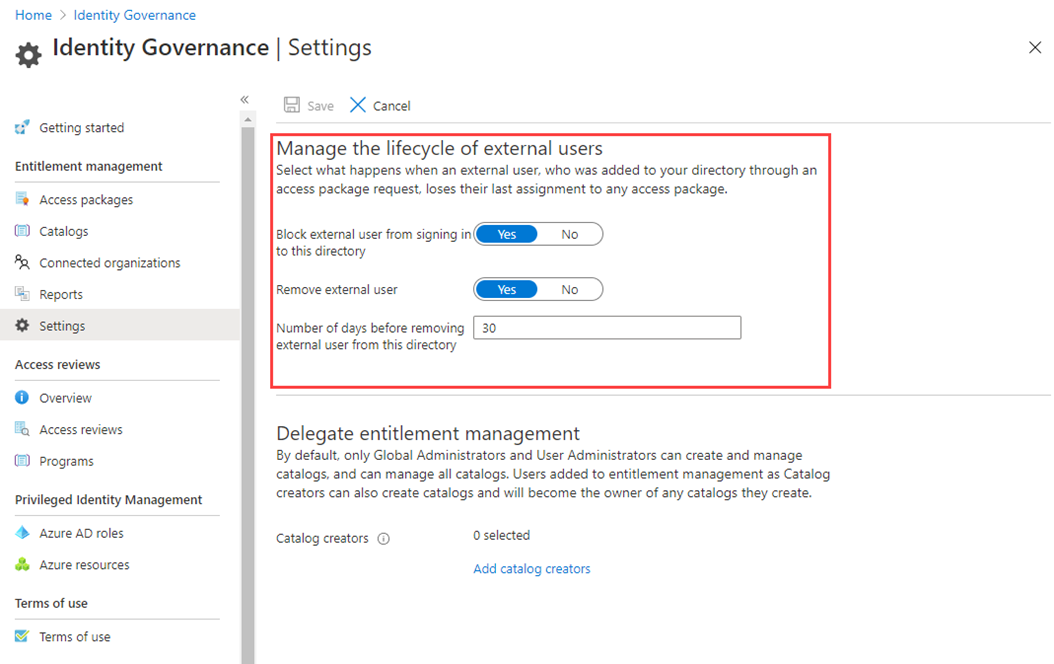 Home > Identity Governance
Identity Governance | Settings
Save Cancel
Getting started
Entitlement management
Access packages
Catalogs
Connected organizations
Reports
Settings
Access reviews
Overview
Access reviews
Programs
Privileged Identity Management
Azure AD roles
Azure resources
Terms of use
Terms of use
Manage the lifecycle of external users
Select what happens when an external user, who was added to your directory through an
access package request, loses their last assignment to any access package.
Block external user from signing in Yes No
to this directory
Remove external user Yes No
Number of days before removing 30
external user from this directory
Delegate entitlement management
By default, only Global Administrators and User Administrators can create and manage
catalogs, and can manage all catalogs. Users added to entitlement management as Catalog
creators can also create catalogs and will become the owner of any catalogs they create.
Catalog creators 0 selected
Add catalog creators